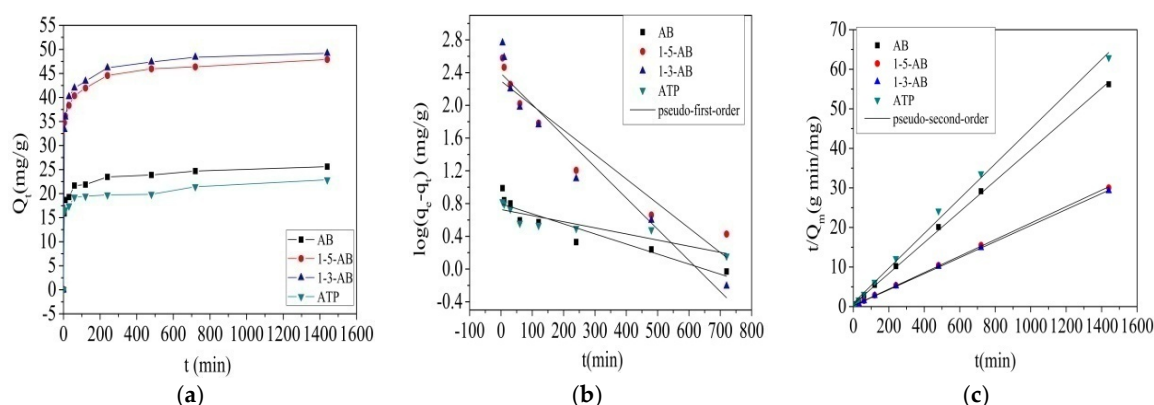 Qt(mg/g)
55
50
45
40
35
30
25
20
15
10
5
0
-5
AB
1-5-AB
1-3-AB
ATP
0 200 400 600 800 1000 1200 1400 1600
t (min)
(a)
log(qe-qt) (mg/g)
3.2
2.8
2.4
2.0
1.6
1.2
0.8
0.4
0.0
-0.4
AB
1-5-AB
1-3-AB
ATP
pseudo-first-order
-100 0 100 200 300 400 500 600 700 800
t(min)
(b)
t/Qm(g min/mg)
70
60
50
40
30
20
10
0
AB
1-5-AB
1-3-AB
ATP
pseudo-second-order
0 200 400 600 800 1000 1200 1400 1600
t(min)
(c)